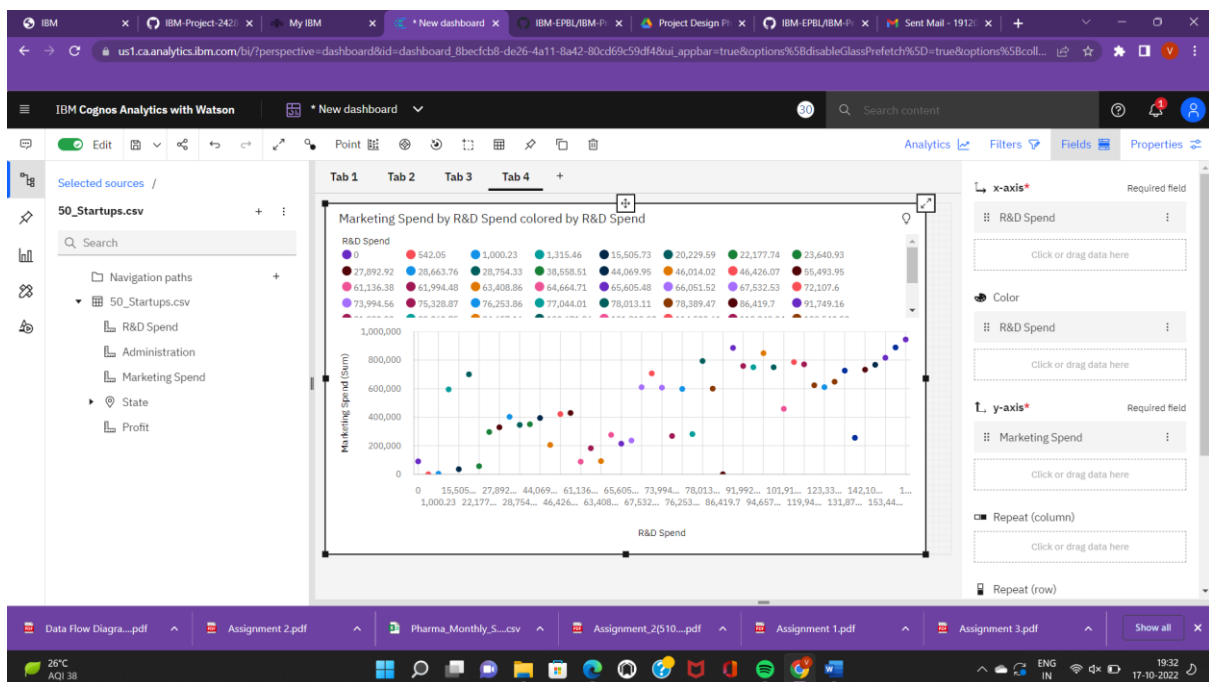 IBM
IBM-Project-2428
My IBM
* New dashboard
IBM-EPBL/IBM-Pr
Project Design Ph
IBM-EPBL/IBM-Pr
Sent Mail - 1912
us1.ca.analytics.ibm.com/bi/?perspective=dashboard&id=dashboard_8becfcb8-de26-4a11-8a42-80cd69c59df4&ui_appbar=true&options%5BdisableGlassPrefetch%5D=true&options%5Bcoll...
V
IBM Cognos Analytics with Watson
* New dashboard
30
Search content
1
Edit
Point
Analytics
Filters
Fields
Properties
Selected sources /
50_Startups.csv
Search
Navigation paths
50_Startups.csv
R&D Spend
Administration
Marketing Spend
State
Profit
Tab 1 Tab 2 Tab 3 Tab 4 +
Marketing Spend by R&D Spend colored by R&D Spend
R&D Spend
0 542.05 1,000.23 1,315.46 15,505.73 20,229.59 22,177.74 23,640.93
27,892.92 28,663.76 28,754.33 38,558.51 44,069.95 46,014.02 46,426.07 55,493.95
61,136.38 61,994.48 63,408.86 64,664.71 65,605.48 66,051.52 67,532.53 72,107.6
73,994.56 75,328.87 76,253.86 77,044.01 78,013.11 78,389.47 86,419.7 91,749.16
1,000,000
800,000
600,000
400,000
200,000
0
Marketing Spend (Sum)
0 15,505... 27,892... 44,069... 61,136... 65,605... 73,994... 78,013... 91,992... 101,91... 123,33... 142,10... 1...
1,000.23 22,177... 28,754... 46,426... 63,408... 67,532... 76,253... 86,419.7 94,657... 119,94... 131,87... 153,44...
R&D Spend
x-axis*
Required field
R&D Spend
Click or drag data here
Color
R&D Spend
Click or drag data here
y-axis*
Required field
Marketing Spend
Click or drag data here
Repeat (column)
Click or drag data here
Repeat (row)
Data Flow Diagra....pdf
Assignment 2.pdf
Pharma_Monthly_S....csv
Assignment_2(510....pdf
Assignment 1.pdf
Assignment 3.pdf
Show all
26°C
AQI 38
ENG
IN
19:32
17-10-2022